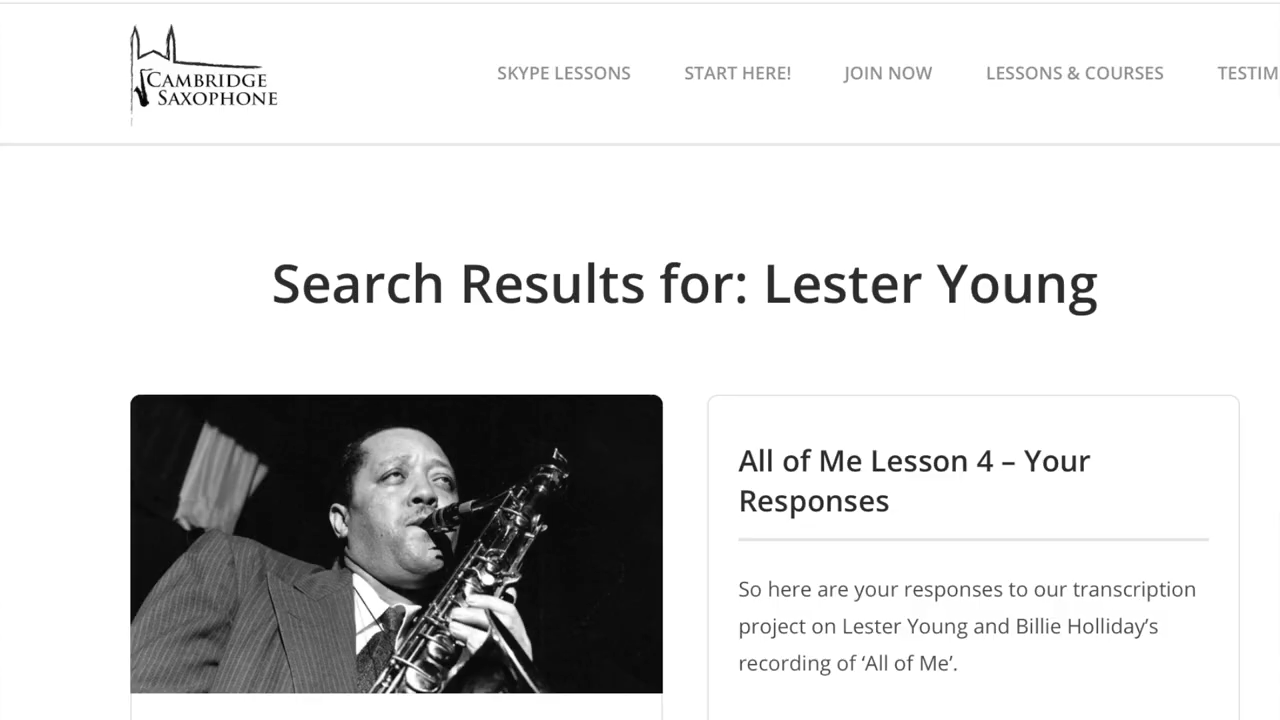 CAMBRIDGE
SAXOPHONE
SKYPE LESSONS START HERE! JOIN NOW LESSONS & COURSES TESTIM
Search Results for: Lester Young
All of Me Lesson 4 – Your
Responses
So here are your responses to our transcription
project on Lester Young and Billie Holliday’s
recording of ‘All of Me’.